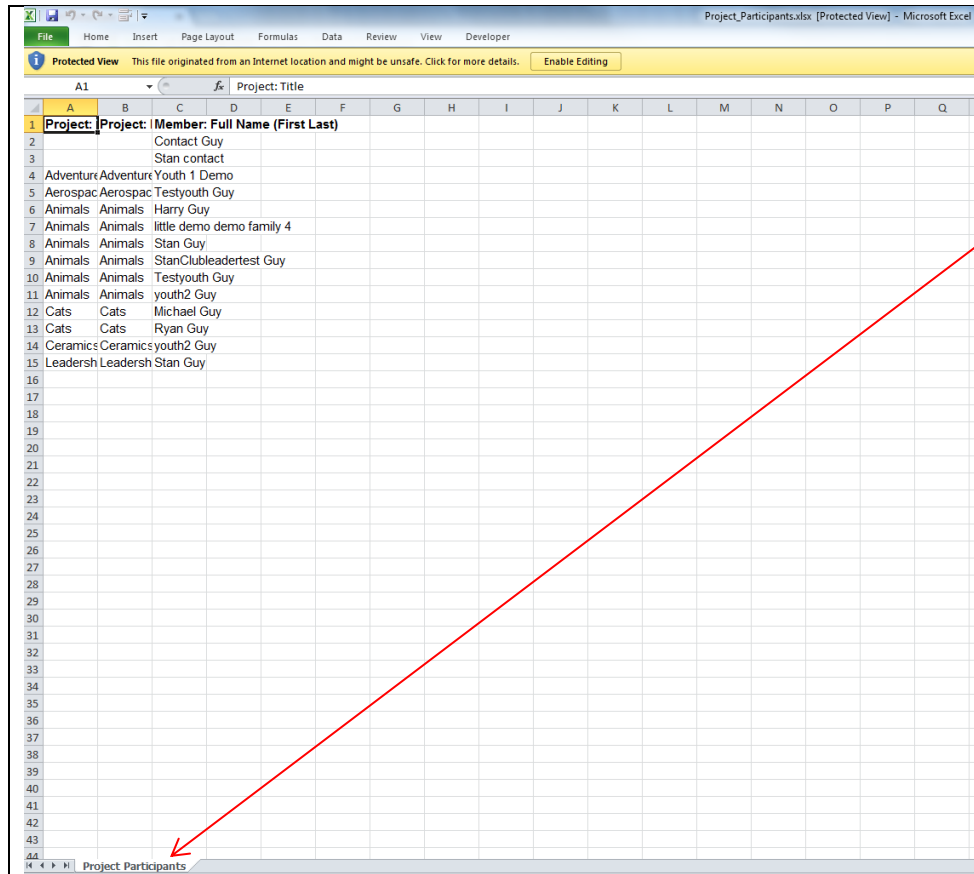 Project_Participants.xlsx [Protected View] - Microsoft Excel
File Home Insert Page Layout Formulas Data Review View Developer
Protected View This file originated from an Internet location and might be unsafe. Click for more details. Enable Editing
A1 fx Project: Title
A B C D E F G H I J K L M N O P Q
1 Project: Project: Member: Full Name (First Last)
2 Contact Guy
3 Stan contact
4 Adventure Adventure Youth 1 Demo
5 Aerospac Aerospac Testyouth Guy
6 Animals Animals Harry Guy
7 Animals Animals little demo demo family 4
8 Animals Animals Stan Guy
9 Animals Animals StanClubleadertest Guy
10 Animals Animals Testyouth Guy
11 Animals Animals youth2 Guy
12 Cats Cats Michael Guy
13 Cats Cats Ryan Guy
14 Ceramics Ceramics youth2 Guy
15 Leadersh Leadersh Stan Guy
16
17
18
19
20
21
22
23
24
25
26
27
28
29
30
31
32
33
34
35
36
37
38
39
40
41
42
43
44
Project Participants